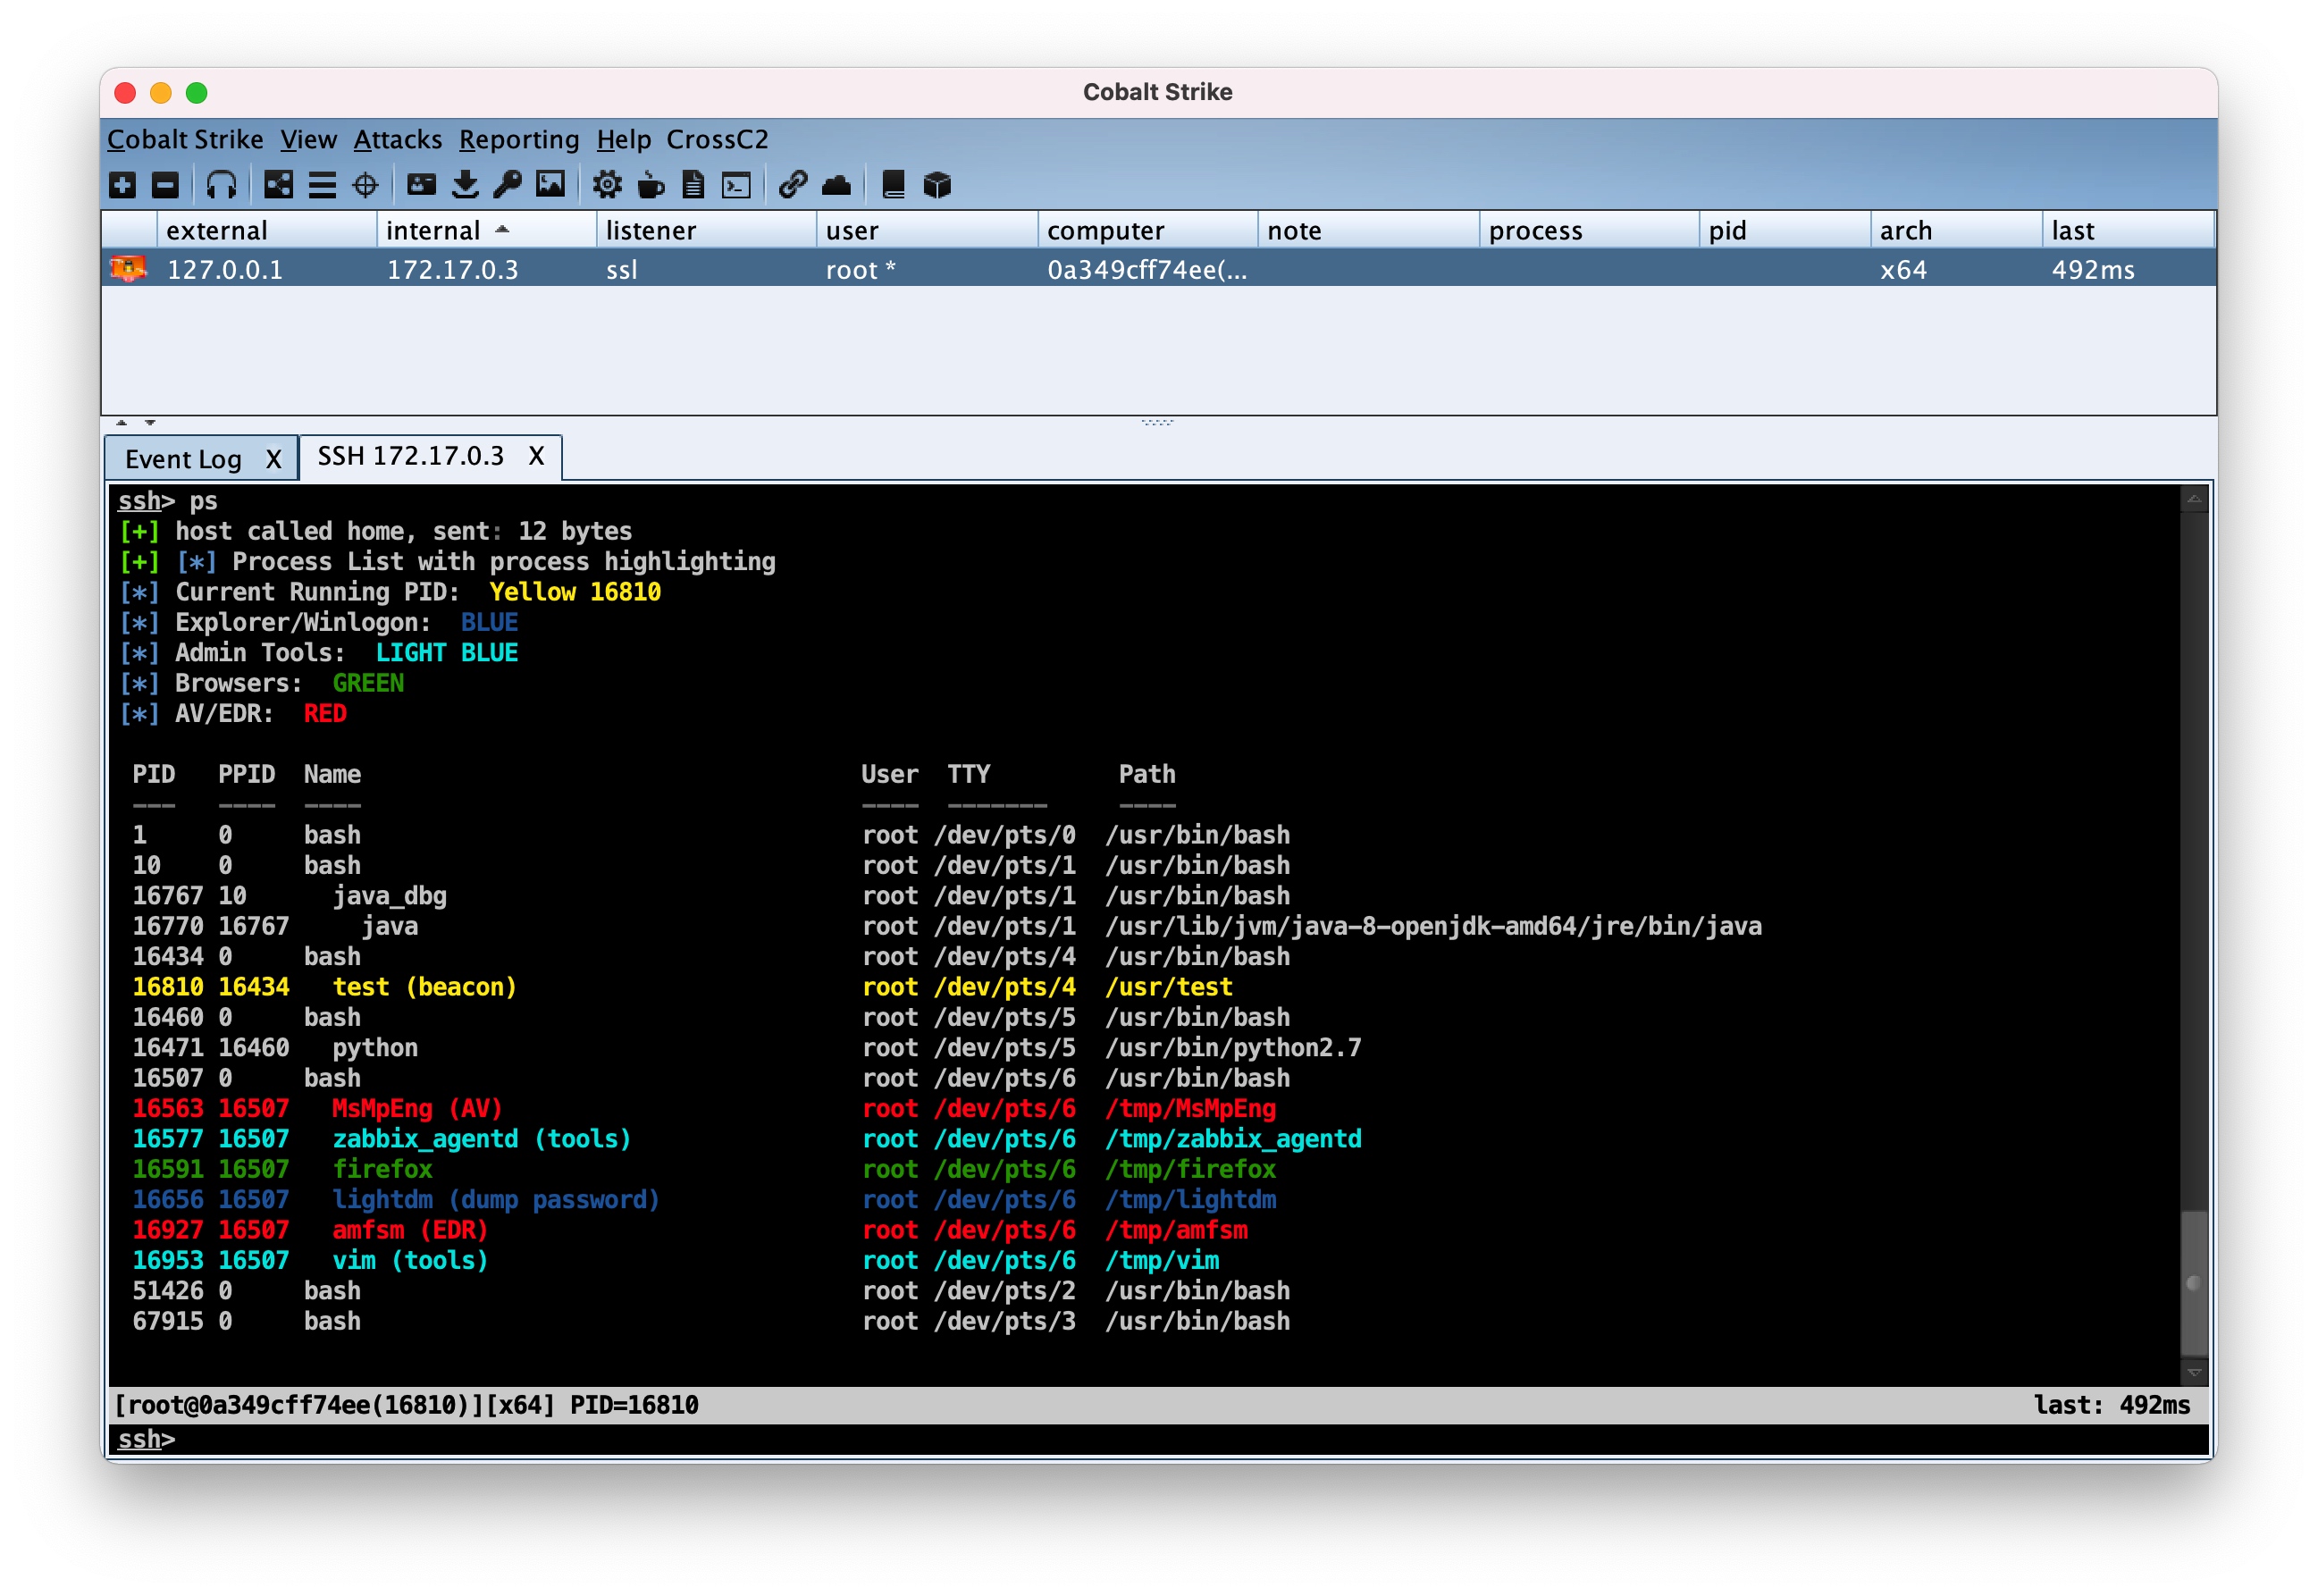 Cobalt Strike
Cobalt Strike View Attacks Reporting Help CrossC2
external internal listener user computer note process pid arch last
127.0.0.1 172.17.0.3 ssl root * 0a349cff74ee(... x64 492ms
Event Log X SSH 172.17.0.3 X
ssh> ps
[+] host called home, sent: 12 bytes
[+] [*] Process List with process highlighting
[*] Current Running PID: Yellow 16810
[*] Explorer/Winlogon: BLUE
[*] Admin Tools: LIGHT BLUE
[*] Browsers: GREEN
[*] AV/EDR: RED
PID PPID Name User TTY Path
--- ---- ---- ---- ------- ----
1 0 bash root /dev/pts/0 /usr/bin/bash
10 0 bash root /dev/pts/1 /usr/bin/bash
16767 10 java_dbg root /dev/pts/1 /usr/bin/bash
16770 16767 java root /dev/pts/1 /usr/lib/jvm/java-8-openjdk-amd64/jre/bin/java
16434 0 bash root /dev/pts/4 /usr/bin/bash
16810 16434 test (beacon) root /dev/pts/4 /usr/test
16460 0 bash root /dev/pts/5 /usr/bin/bash
16471 16460 python root /dev/pts/5 /usr/bin/python2.7
16507 0 bash root /dev/pts/6 /usr/bin/bash
16563 16507 MsMpEng (AV) root /dev/pts/6 /tmp/MsMpEng
16577 16507 zabbix_agentd (tools) root /dev/pts/6 /tmp/zabbix_agentd
16591 16507 firefox root /dev/pts/6 /tmp/firefox
16656 16507 lightdm (dump password) root /dev/pts/6 /tmp/lightdm
16927 16507 amfsm (EDR) root /dev/pts/6 /tmp/amfsm
16953 16507 vim (tools) root /dev/pts/6 /tmp/vim
51426 0 bash root /dev/pts/2 /usr/bin/bash
67915 0 bash root /dev/pts/3 /usr/bin/bash
[root@0a349cff74ee(16810)][x64] PID=16810 last: 492ms
ssh>